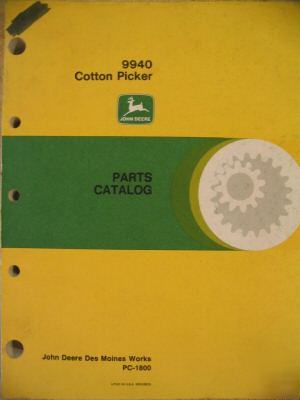 9940
Cotton Picker
JOHN DEERE
PARTS
CATALOG
John Deere Des Moines Works
PC-1800